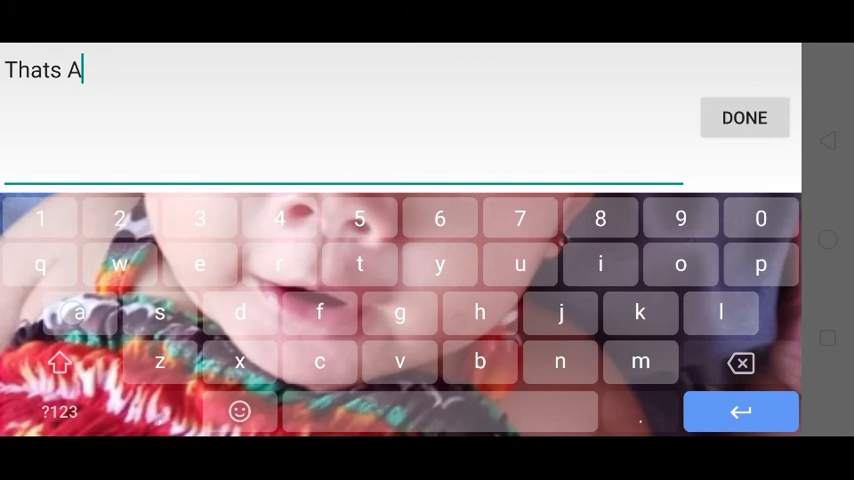 Thats A
DONE
1 2 3 4 5 6 7 8 9 0
q w e r t y u i o p
a s d f g h j k l
z x c v b n m
?123 , .